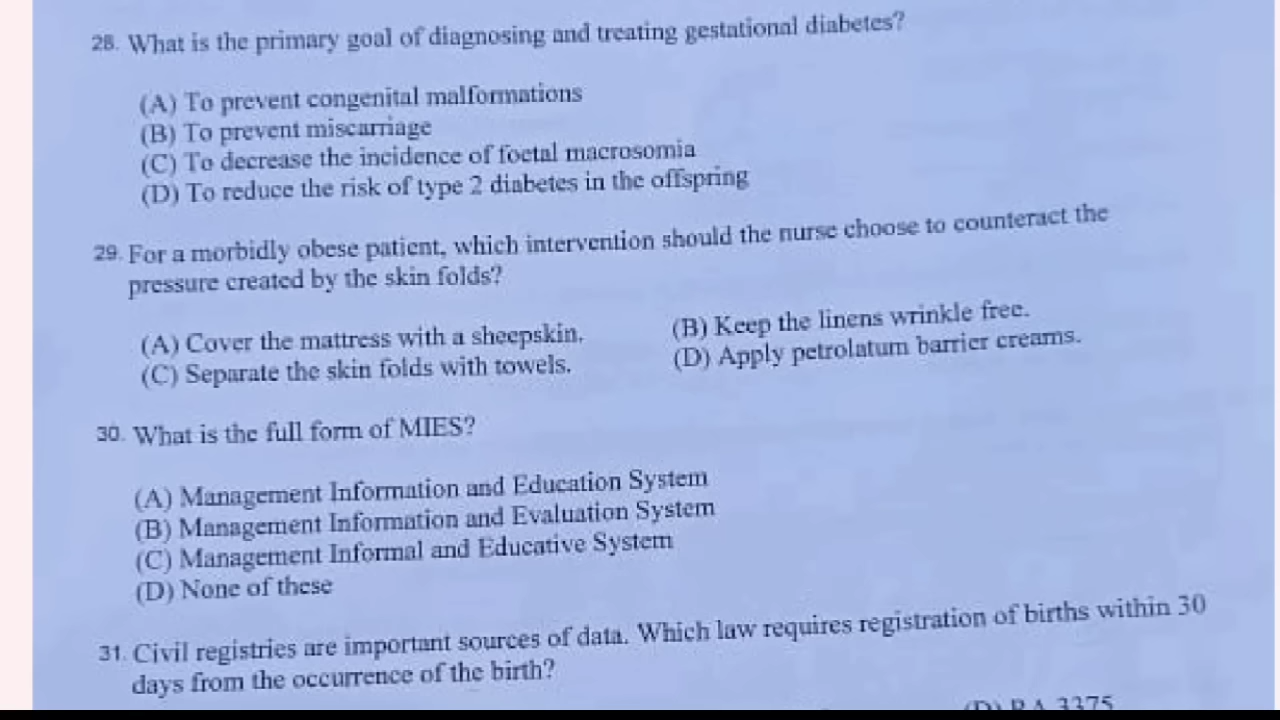 28. What is the primary goal of diagnosing and treating gestational diabetes?
(A) To prevent congenital malformations
(B) To prevent miscarriage
(C) To decrease the incidence of foetal macrosomia
(D) To reduce the risk of type 2 diabetes in the offspring
29. For a morbidly obese patient, which intervention should the nurse choose to counteract the
pressure created by the skin folds?
(A) Cover the mattress with a sheepskin. (B) Keep the linens wrinkle free.
(C) Separate the skin folds with towels. (D) Apply petrolatum barrier creams.
30. What is the full form of MIES?
(A) Management Information and Education System
(B) Management Information and Evaluation System
(C) Management Informal and Educative System
(D) None of these
31. Civil registries are important sources of data. Which law requires registration of births within 30
days from the occurrence of the birth?
(D) RA 3375